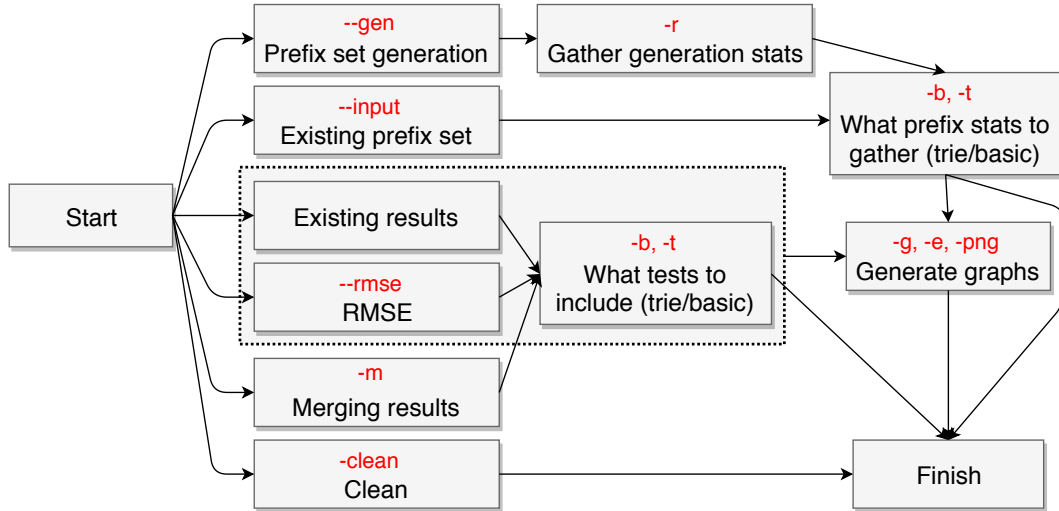 --gen
Prefix set generation
-r
Gather generation stats
--input
Existing prefix set
-b, -t
What prefix stats to
gather (trie/basic)
Start
Existing results
--rmse
RMSE
-b, -t
What tests to
include (trie/basic)
-g, -e, -png
Generate graphs
-m
Merging results
-clean
Clean
Finish